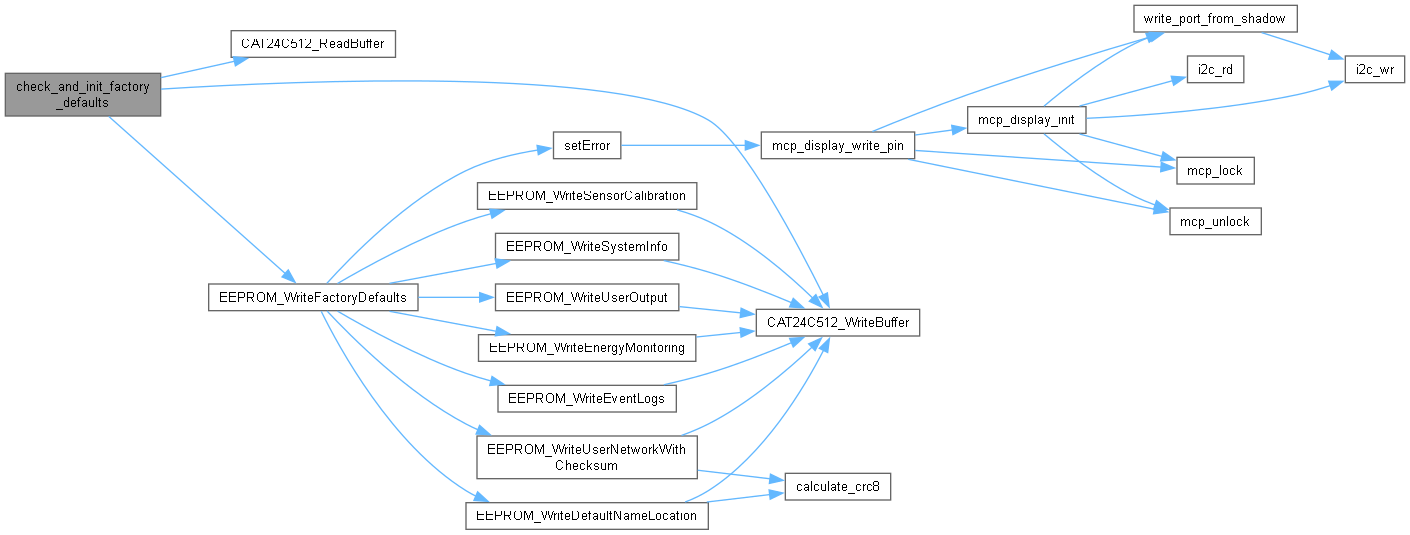 write_port_from_shadow
CAT24C512_ReadBuffer
i2c_rd
i2c_wr
check_and_init_factory
_defaults
mcp_display_init
setError
mcp_display_write_pin
mcp_lock
EEPROM_WriteSensorCalibration
mcp_unlock
EEPROM_WriteSystemInfo
EEPROM_WriteFactoryDefaults
EEPROM_WriteUserOutput
CAT24C512_WriteBuffer
EEPROM_WriteEnergyMonitoring
EEPROM_WriteEventLogs
EEPROM_WriteUserNetworkWith
Checksum
calculate_crc8
EEPROM_WriteDefaultNameLocation